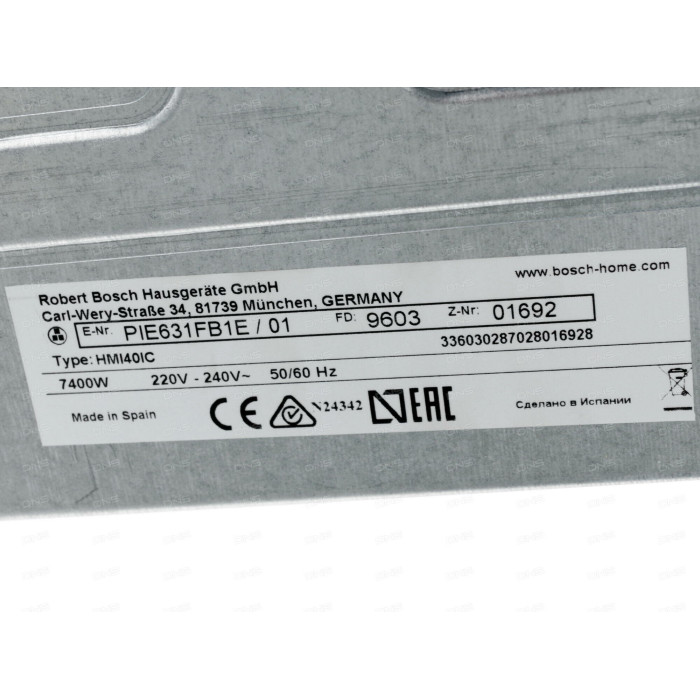 Robert Bosch Hausgeräte GmbH
www.bosch-home.com
Carl-Wery-Straße 34, 81739 München, GERMANY
E-Nr. PIE631FB1E / 01 FD: 9603 Z-Nr: 01692
Type: HMI40IC
336030287028016928
7400W 220V - 240V~ 50/60 Hz
Made in Spain
CE N24342 EAC
Сделано в Испании